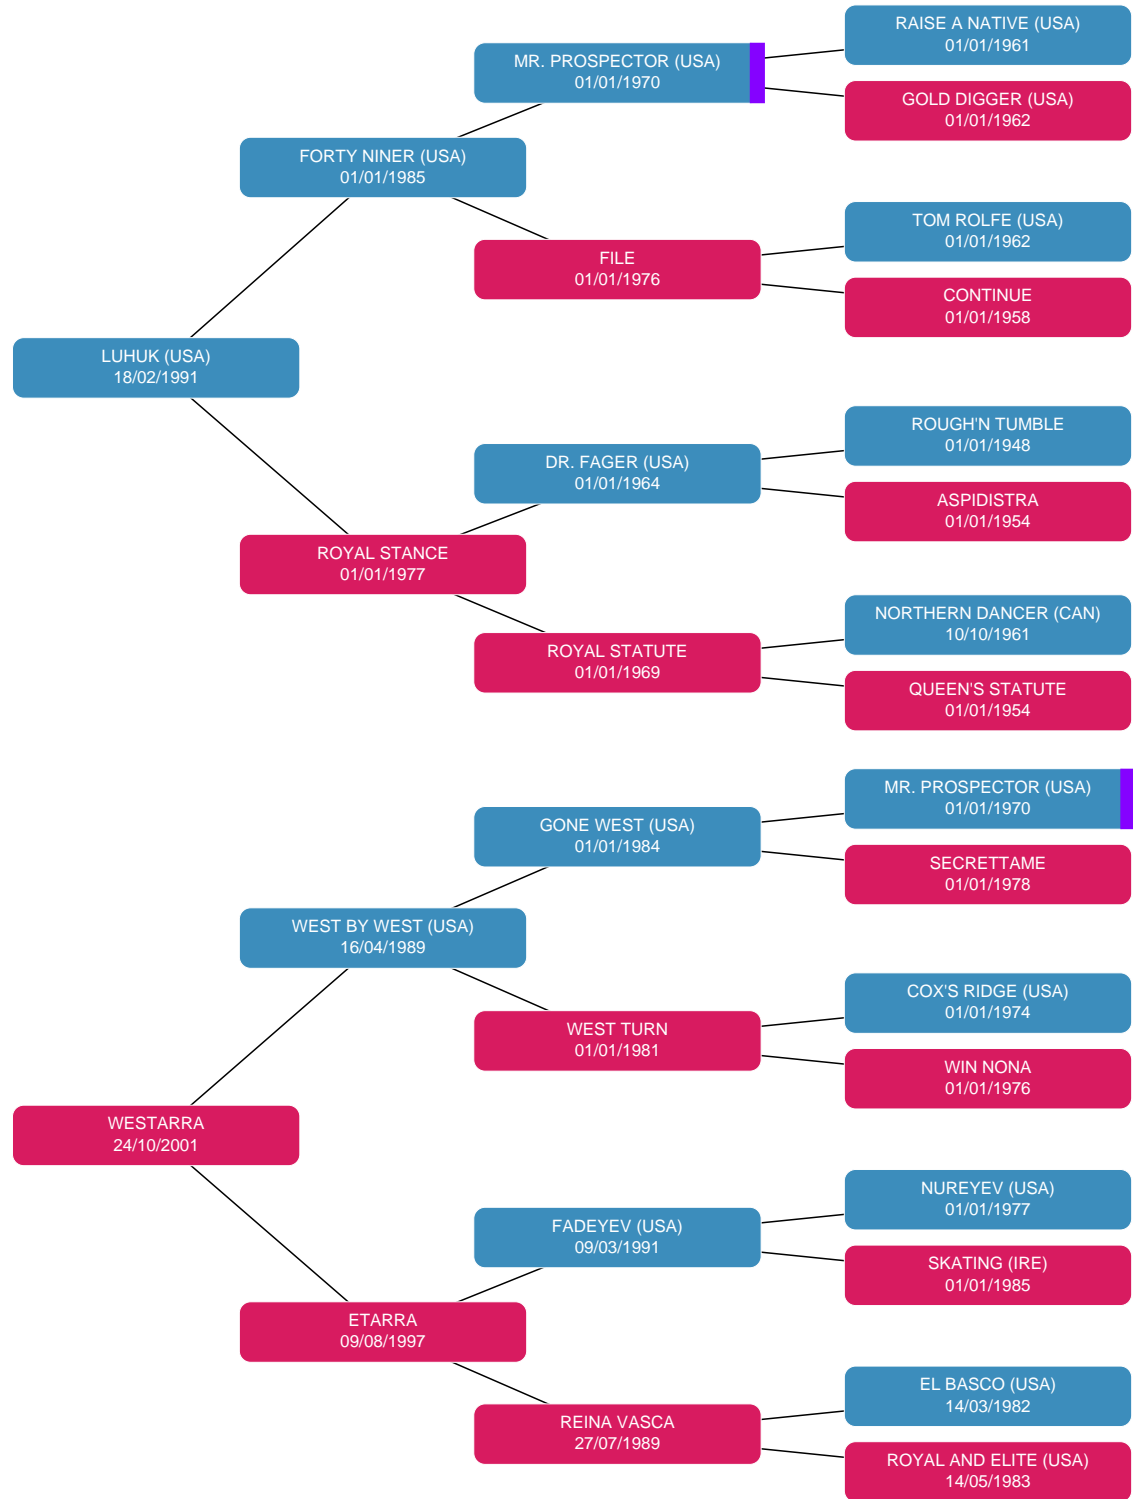 RAISE A NATIVE (USA)
01/01/1961
MR. PROSPECTOR (USA)
01/01/1970
GOLD DIGGER (USA)
01/01/1962
FORTY NINER (USA)
01/01/1985
TOM ROLFE (USA)
01/01/1962
FILE
01/01/1976
CONTINUE
01/01/1958
LUHUK (USA)
18/02/1991
ROUGH'N TUMBLE
01/01/1948
DR. FAGER (USA)
01/01/1964
ASPIDISTRA
01/01/1954
ROYAL STANCE
01/01/1977
NORTHERN DANCER (CAN)
10/10/1961
ROYAL STATUTE
01/01/1969
QUEEN'S STATUTE
01/01/1954
MR. PROSPECTOR (USA)
01/01/1970
GONE WEST (USA)
01/01/1984
SECRETTAME
01/01/1978
WEST BY WEST (USA)
16/04/1989
COX'S RIDGE (USA)
01/01/1974
WEST TURN
01/01/1981
WIN NONA
01/01/1976
WESTARRA
24/10/2001
NUREYEV (USA)
01/01/1977
FADEYEV (USA)
09/03/1991
SKATING (IRE)
01/01/1985
ETARRA
09/08/1997
EL BASCO (USA)
14/03/1982
REINA VASCA
27/07/1989
ROYAL AND ELITE (USA)
14/05/1983